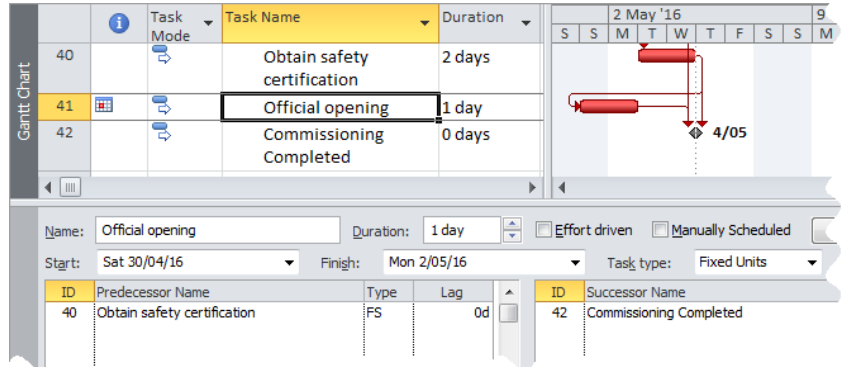 Task Mode
Task Name
Duration
2 May '16
9
S S M T W T F S S M
Gantt Chart
40 Obtain safety certification 2 days
41 Official opening 1 day
42 Commissioning Completed 0 days
4/05
Name: Official opening Duration: 1 day Effort driven Manually Scheduled
Start: Sat 30/04/16 Finish: Mon 2/05/16 Task type: Fixed Units
ID Predecessor Name Type Lag ID Successor Name
40 Obtain safety certification FS 0d 42 Commissioning Completed